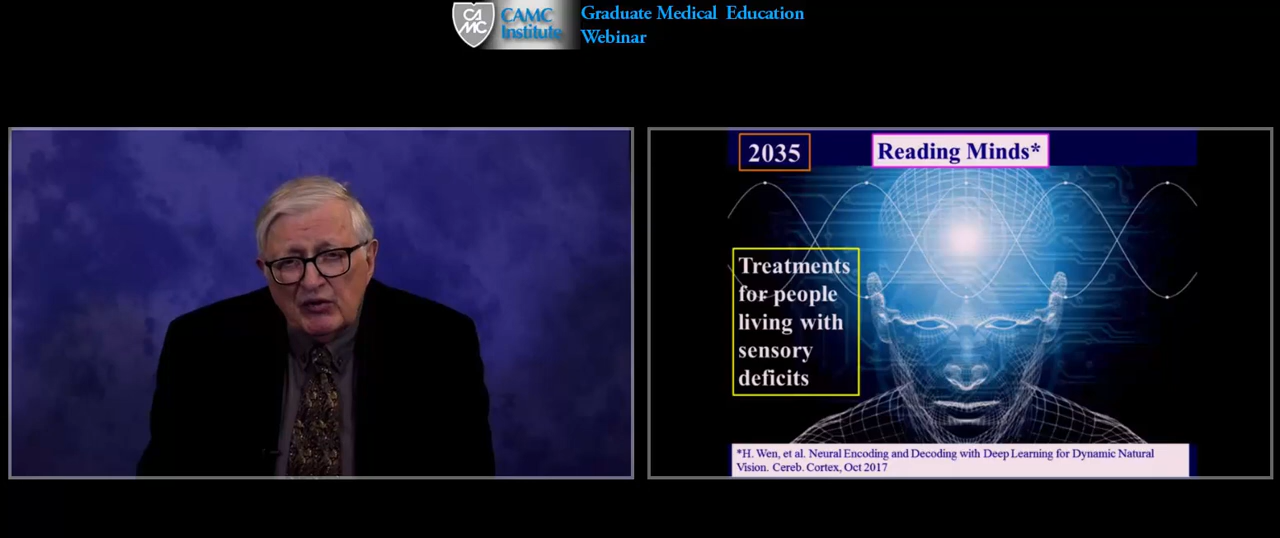 CAMC
CAMC
Institute
Graduate Medical Education
Webinar
2035
Reading Minds*
Treatments
for people
living with
sensory
deficits
*H. Wen, et al. Neural Encoding and Decoding with Deep Learning for Dynamic Natural
Vision. Cereb. Cortex, Oct 2017